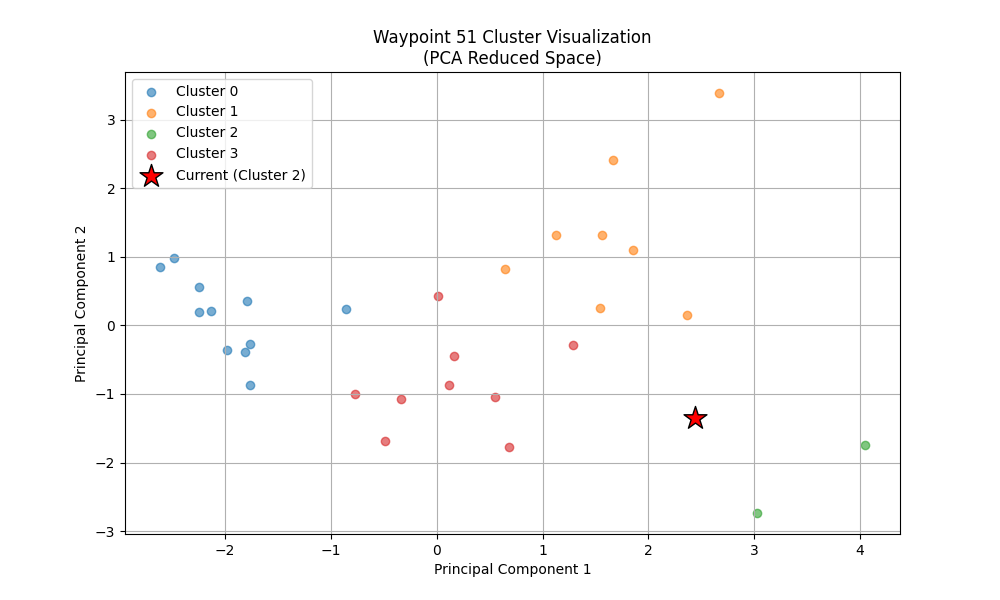 Waypoint 51 Cluster Visualization
(PCA Reduced Space)
Cluster 0
Cluster 1
Cluster 2
Cluster 3
Current (Cluster 2)
Principal Component 2
3
2
1
0
−1
−2
−3
−2
−1
0
1
2
3
4
Principal Component 1